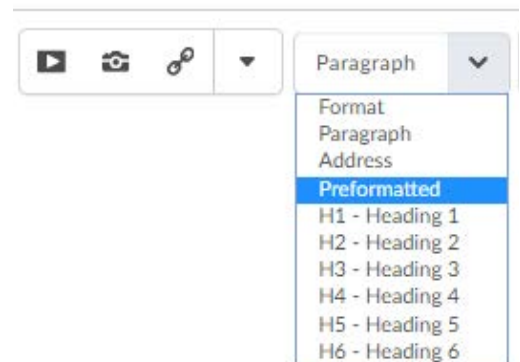 Paragraph
Format
Paragraph
Address
Preformatted
H1 - Heading 1
H2 - Heading 2
H3 - Heading 3
H4 - Heading 4
H5 - Heading 5
H6 - Heading 6